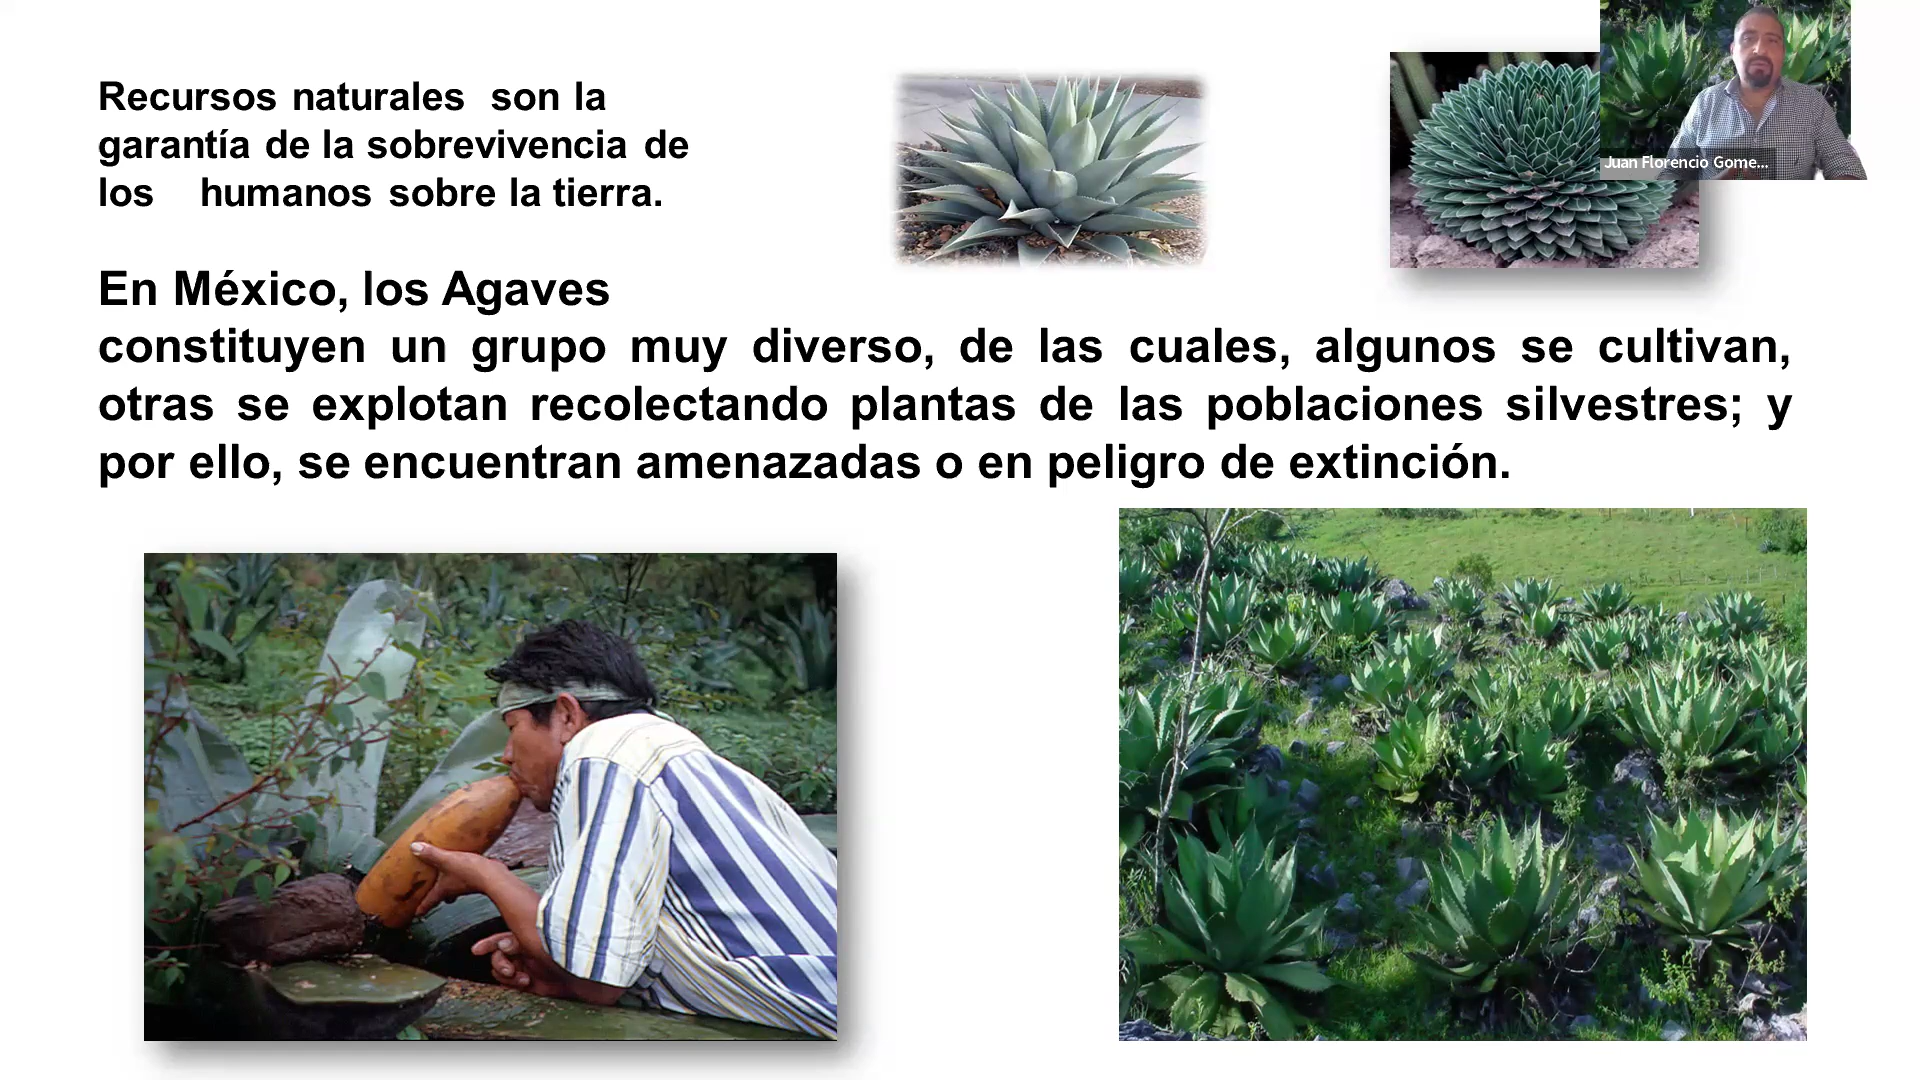 Recursos naturales son la
garantía de la sobrevivencia de
los humanos sobre la tierra.
En México, los Agaves
constituyen un grupo muy diverso, de las cuales, algunos se cultivan,
otras se explotan recolectando plantas de las poblaciones silvestres; y
por ello, se encuentran amenazadas o en peligro de extinción.
Juan Florencio Gome...